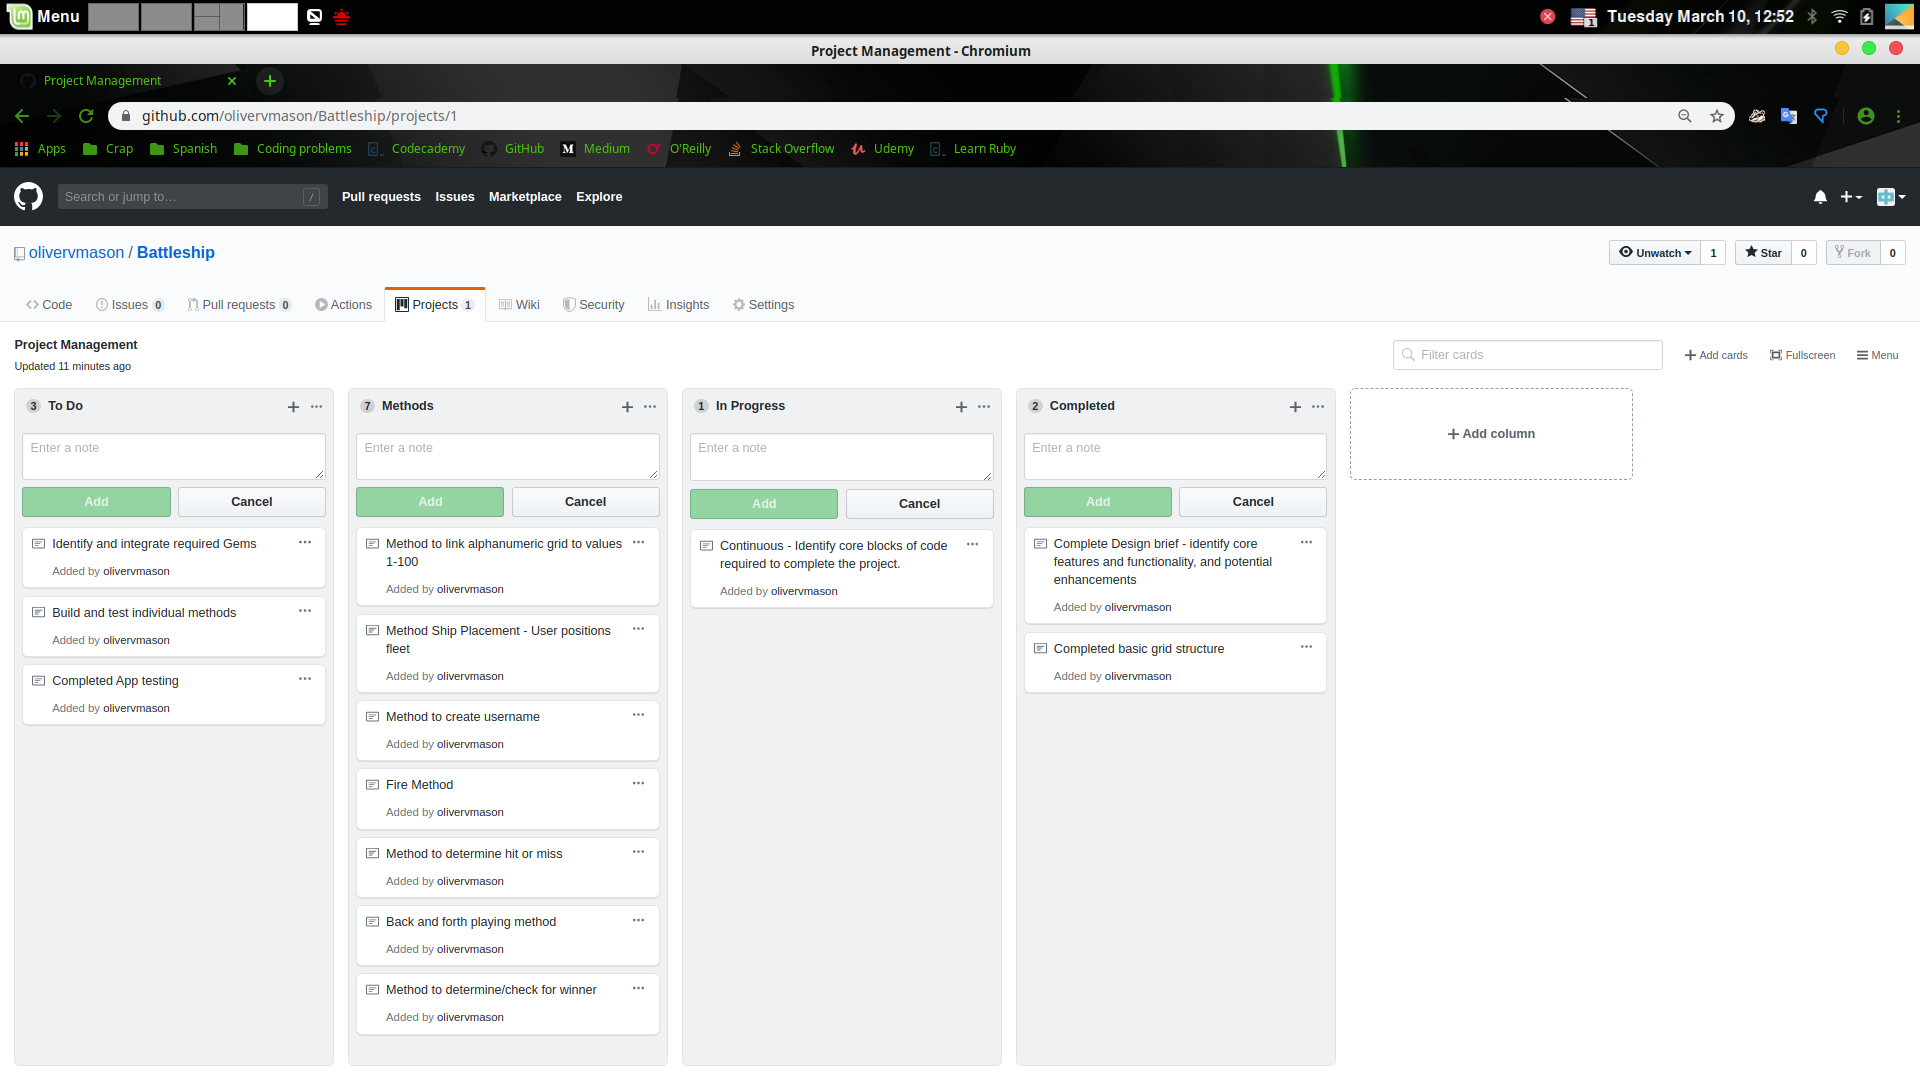 Menu
1
Tuesday March 10, 12:52
Project Management - Chromium
Project Management
github.com/olivervmason/Battleship/projects/1
Apps Crap Spanish Coding problems Codecademy GitHub Medium O'Reilly Stack Overflow Udemy Learn Ruby
Search or jump to… /
Pull requests Issues Marketplace Explore
olivervmason / Battleship
Unwatch 1 Star 0 Fork 0
Code Issues 0 Pull requests 0 Actions Projects 1 Wiki Security Insights Settings
Project Management
Updated 11 minutes ago
Filter cards
Add cards Fullscreen Menu
3 To Do
Enter a note
Add Cancel
Identify and integrate required Gems
Added by olivervmason
Build and test individual methods
Added by olivervmason
Completed App testing
Added by olivervmason
7 Methods
Enter a note
Add Cancel
Method to link alphanumeric grid to values
1-100
Added by olivervmason
Method Ship Placement - User positions
fleet
Added by olivervmason
Method to create username
Added by olivervmason
Fire Method
Added by olivervmason
Method to determine hit or miss
Added by olivervmason
Back and forth playing method
Added by olivervmason
Method to determine/check for winner
Added by olivervmason
1 In Progress
Enter a note
Add Cancel
Continuous - Identify core blocks of code
required to complete the project.
Added by olivervmason
2 Completed
Enter a note
Add Cancel
Complete Design brief - identify core
features and functionality, and potential
enhancements
Added by olivervmason
Completed basic grid structure
Added by olivervmason
Add column